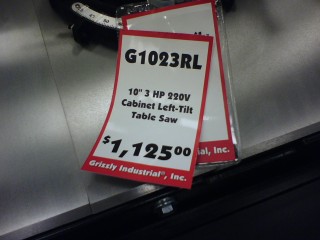 G1023RL
10" 3 HP 220V
Cabinet Left-Tilt
Table Saw
$1,125.00
Grizzly Industrial®, Inc.
ial, Inc.